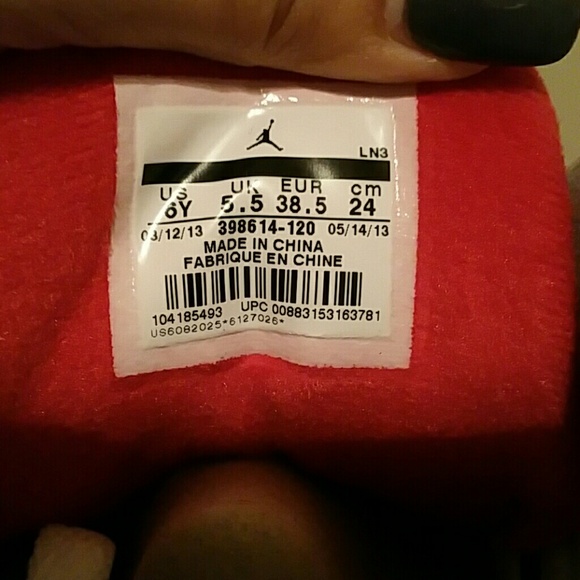 LN3
US UK EUR cm
6Y 5.5 38.5 24
03/12/13 398614-120 05/14/13
MADE IN CHINA
FABRIQUE EN CHINE
104185493 UPC 00883153163781
US6082025*6127026*